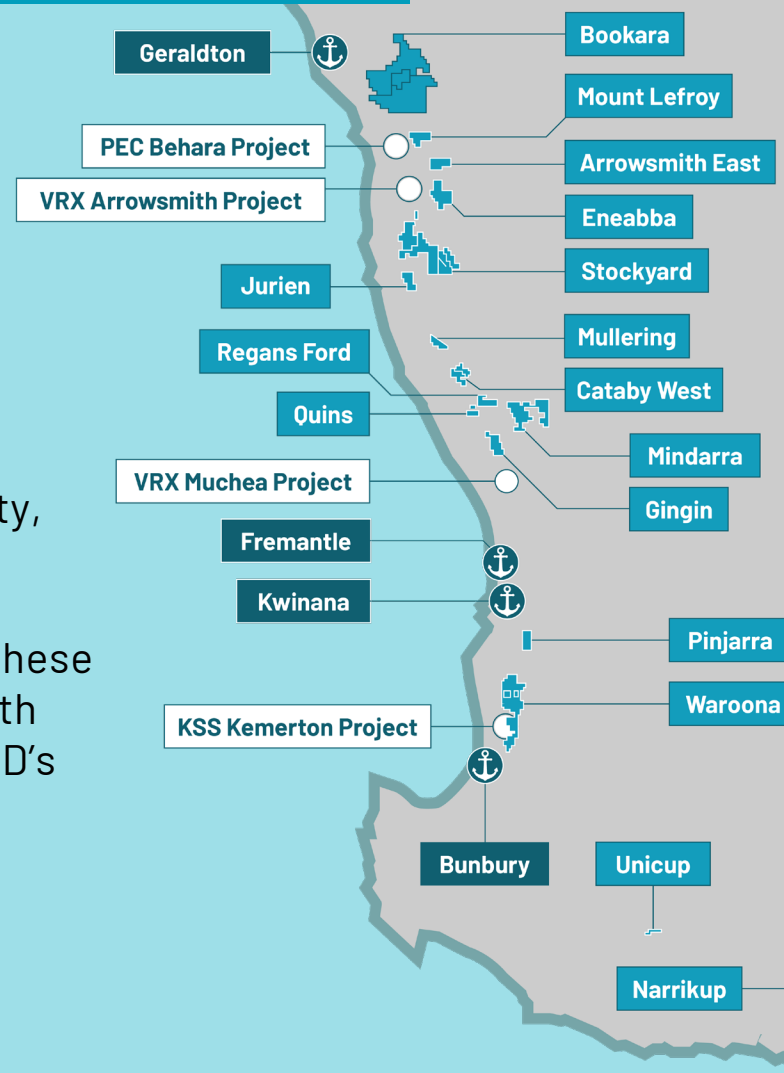 Bookara
Geraldton
Mount Lefroy
PEC Behara Project
Arrowsmith East
VRX Arrowsmith Project
Eneabba
Stockyard
Jurien
Mullering
Regans Ford
Cataby West
Quins
Mindarra
VRX Muchea Project
Gingin
ty,
Fremantle
Kwinana
Pinjarra
hese
Waroona
th
KSS Kemerton Project
D's
Bunbury
Unicup
Narrikup